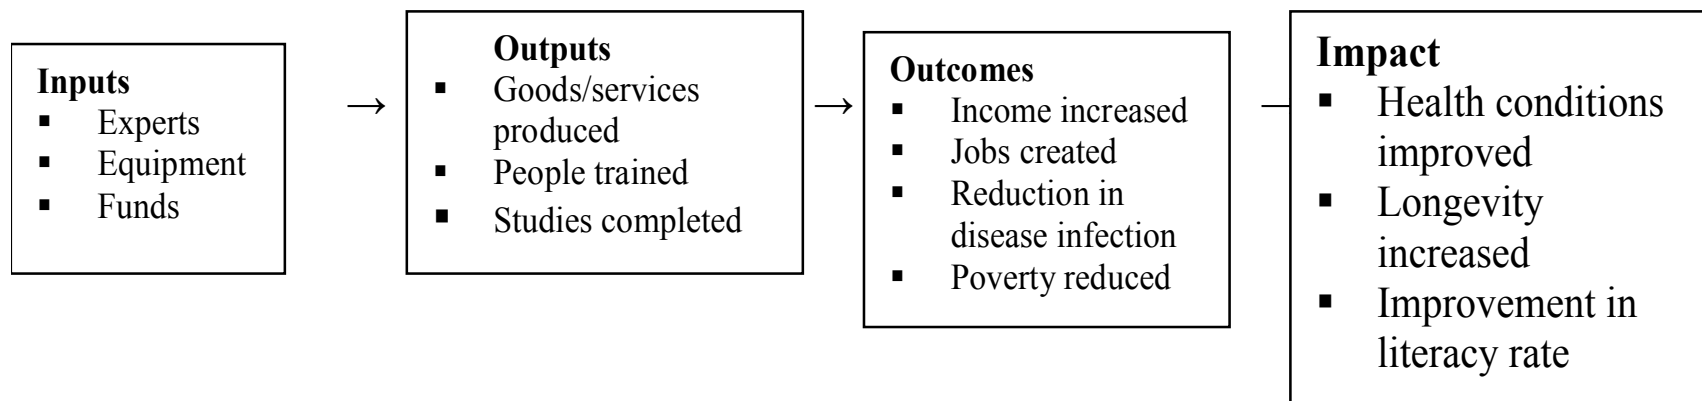 Inputs
▪ Experts
▪ Equipment
▪ Funds
→
Outputs
▪ Goods/services
produced
▪ People trained
▪ Studies completed
→
Outcomes
▪ Income increased
▪ Jobs created
▪ Reduction in
disease infection
▪ Poverty reduced
Impact
▪ Health conditions
improved
▪ Longevity
increased
▪ Improvement in
literacy rate